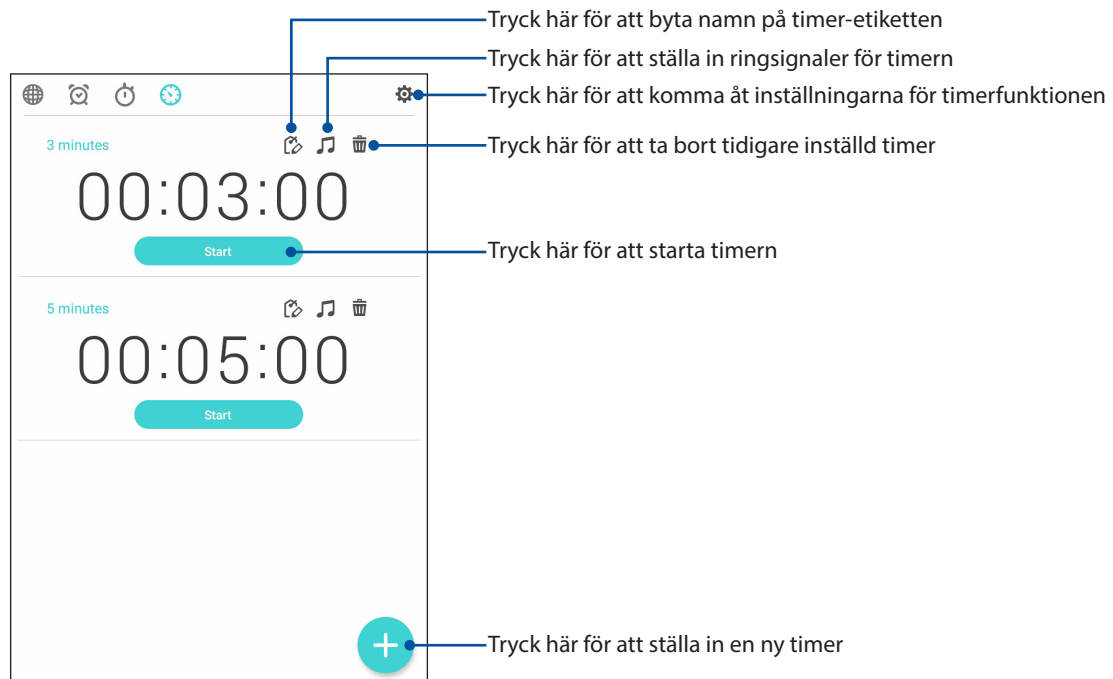 Tryck här för att byta namn på timer-etiketten
Tryck här för att ställa in ringsignaler för timern
Tryck här för att komma åt inställningarna för timerfunktionen
3 minutes
Tryck här för att ta bort tidigare inställd timer
00:03:00
Start
Tryck här för att starta timern
5 minutes
00:05:00
Start
Tryck här för att ställa in en ny timer